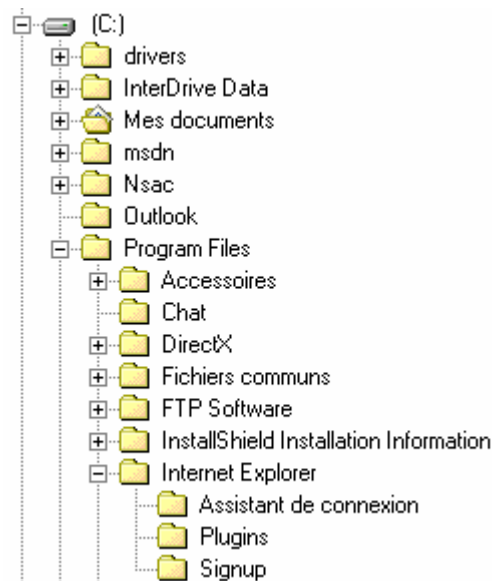 (C:)
drivers
InterDrive Data
Mes documents
msdn
Nsac
Outlook
Program Files
Accessoires
Chat
DirectX
Fichiers communs
FTP Software
InstallShield Installation Information
Internet Explorer
Assistant de connexion
Plugins
Signup